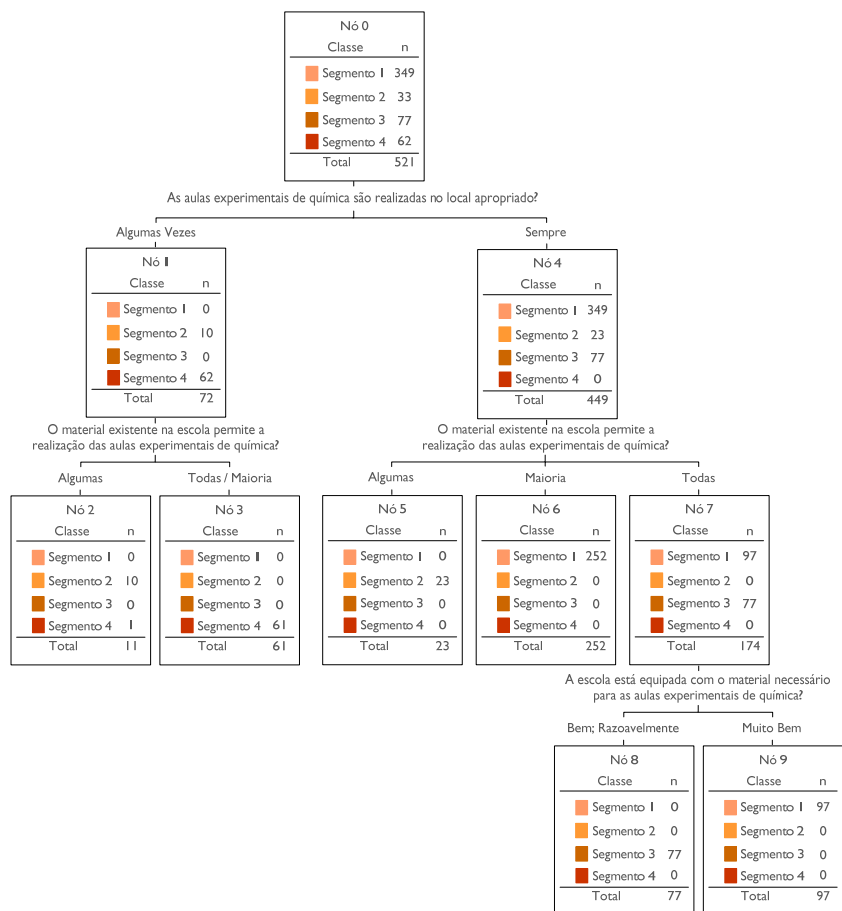 Nó 0
Classe n
Segmento 1 349
Segmento 2 33
Segmento 3 77
Segmento 4 62
Total 521
As aulas experimentais de química são realizadas no local apropriado?
Algumas Vezes
Nó 1
Classe n
Segmento 1 0
Segmento 2 10
Segmento 3 0
Segmento 4 62
Total 72
Sempre
Nó 4
Classe n
Segmento 1 349
Segmento 2 23
Segmento 3 77
Segmento 4 0
Total 449
O material existente na escola permite a
realização das aulas experimentais de química?
O material existente na escola permite a
realização das aulas experimentais de química?
Algumas
Nó 2
Classe n
Segmento 1 0
Segmento 2 10
Segmento 3 0
Segmento 4 1
Total 11
Todas / Maioria
Nó 3
Classe n
Segmento 1 0
Segmento 2 0
Segmento 3 0
Segmento 4 61
Total 61
Algumas
Nó 5
Classe n
Segmento 1 0
Segmento 2 23
Segmento 3 0
Segmento 4 0
Total 23
Maioria
Nó 6
Classe n
Segmento 1 252
Segmento 2 0
Segmento 3 0
Segmento 4 0
Total 252
Todas
Nó 7
Classe n
Segmento 1 97
Segmento 2 0
Segmento 3 77
Segmento 4 0
Total 174
A escola está equipada com o material necessário
para as aulas experimentais de química?
Bem; Razoavelmente
Nó 8
Classe n
Segmento 1 0
Segmento 2 0
Segmento 3 77
Segmento 4 0
Total 77
Muito Bem
Nó 9
Classe n
Segmento 1 97
Segmento 2 0
Segmento 3 0
Segmento 4 0
Total 97